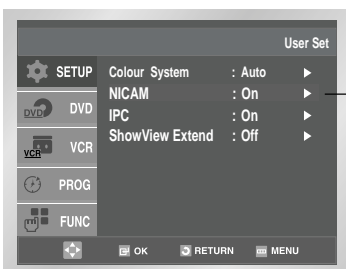 User Set
SETUP
DVD
DVD
VCR
VCR
PROG
FUNC
Colour System : Auto
NICAM : On
IPC : On
ShowView Extend : Off
OK RETURN MENU